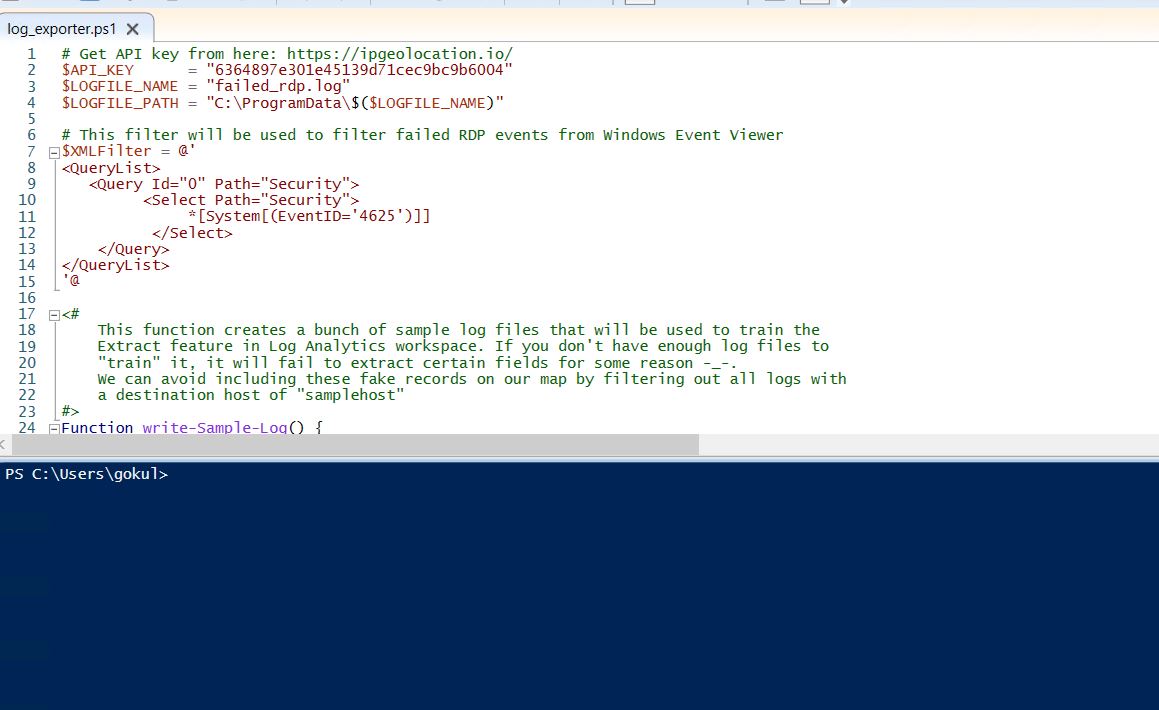 log_exporter.ps1
1 # Get API key from here: https://ipgeolocation.io/
2 $API_KEY      = "6364897e301e45139d71cec9bc9b6004"
3 $LOGFILE_NAME = "failed_rdp.log"
4 $LOGFILE_PATH = "C:\ProgramData\$($LOGFILE_NAME)"
5
6 # This filter will be used to filter failed RDP events from Windows Event Viewer
7 $XMLFilter = @'
8 <QueryList>
9    <Query Id="0" Path="Security">
10         <Select Path="Security">
11              *[System[(EventID='4625')]]
12          </Select>
13    </Query>
14 </QueryList>
15 '@
16
17 <#
18    This function creates a bunch of sample log files that will be used to train the
19    Extract feature in Log Analytics workspace. If you don't have enough log files to
20    "train" it, it will fail to extract certain fields for some reason -_-.
21    We can avoid including these fake records on our map by filtering out all logs with
22    a destination host of "samplehost"
23 #>
24 Function write-Sample-Log() {
PS C:\Users\gokul>